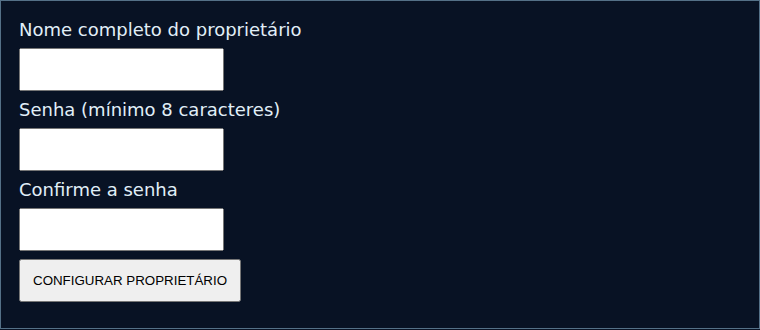 Nome completo do proprietário
Senha (mínimo 8 caracteres)
Confirme a senha
CONFIGURAR PROPRIETÁRIO